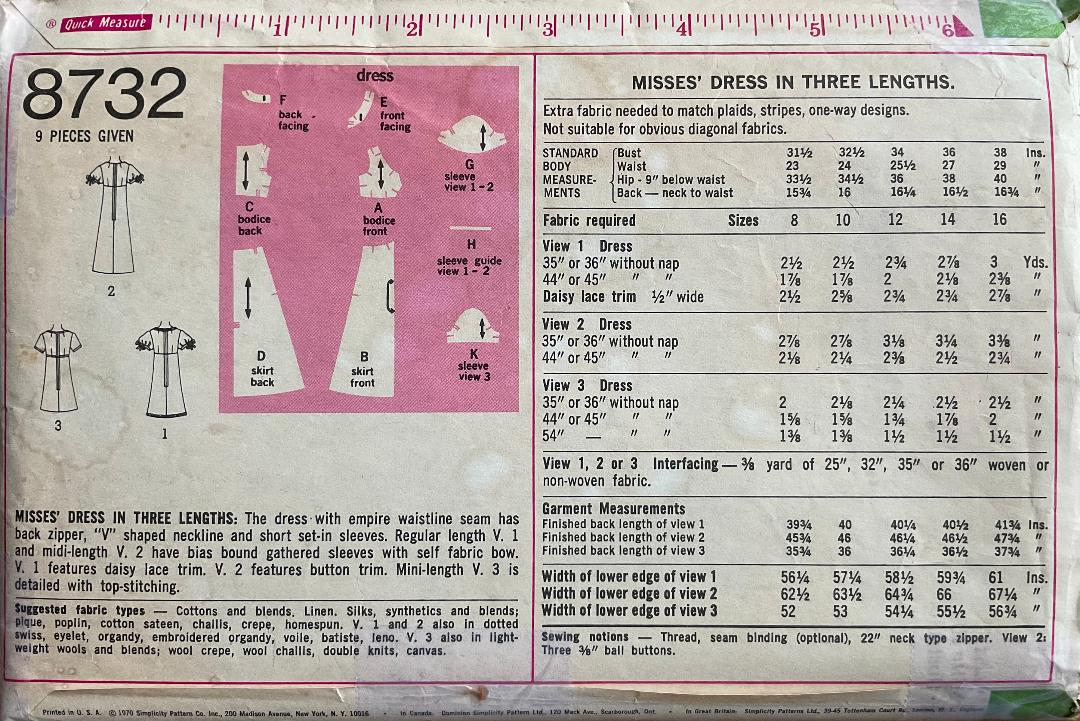 ® Quick Measure 1 2 3 4 5 6
8732
9 PIECES GIVEN
2
3
1
dress
F
back
facing
E
front
facing
G
sleeve
view 1 - 2
C
bodice
back
A
bodice
front
H
sleeve guide
view 1 - 2
D
skirt
back
B
skirt
front
K
sleeve
view 3
MISSES' DRESS IN THREE LENGTHS: The dress with empire waistline seam has
back zipper, "V" shaped neckline and short set-in sleeves. Regular length V. 1
and midi-length V. 2 have bias bound gathered sleeves with self fabric bow.
V. 1 features daisy lace trim. V. 2 features button trim. Mini-length V. 3 is
detailed with top-stitching.
Suggested fabric types — Cottons and blends. Linen. Silks, synthetics and blends;
pique, poplin, cotton sateen, challis, crepe, homespun. V. 1 and 2 also in dotted
swiss, eyelet, organdy, embroidered organdy, voile, batiste, leno. V. 3 also in light-
weight wools and blends; wool crepe, wool challis, double knits, canvas.
MISSES' DRESS IN THREE LENGTHS.
Extra fabric needed to match plaids, stripes, one-way designs.
Not suitable for obvious diagonal fabrics.
STANDARD Bust 31½ 32½ 34 36 38 Ins.
BODY Waist 23 24 25½ 27 29 "
MEASURE- Hip - 9" below waist 33½ 34½ 36 38 40 "
MENTS Back — neck to waist 15¾ 16 16¼ 16½ 16¾ "
Fabric required Sizes 8 10 12 14 16
View 1 Dress
35" or 36" without nap 2½ 2½ 2¾ 2⅞ 3 Yds.
44" or 45" " " 1⅞ 1⅞ 2 2⅛ 2⅜ "
Daisy lace trim ½" wide 2½ 2⅝ 2¾ 2¾ 2⅞ "
View 2 Dress
35" or 36" without nap 2⅞ 2⅞ 3⅛ 3¼ 3⅜ "
44" or 45" " " 2⅛ 2¼ 2⅜ 2½ 2¾ "
View 3 Dress
35" or 36" without nap 2 2⅛ 2¼ 2½ 2½ "
44" or 45" " " 1⅝ 1⅝ 1¾ 1⅞ 2 "
54" — " " 1⅜ 1⅜ 1½ 1½ 1½ "
View 1, 2 or 3 Interfacing — ⅜ yard of 25", 32", 35" or 36" woven or
non-woven fabric.
Garment Measurements
Finished back length of view 1 39¾ 40 40¼ 40½ 41¾ Ins.
Finished back length of view 2 45¾ 46 46¼ 46½ 47¾ "
Finished back length of view 3 35¾ 36 36¼ 36½ 37¾ "
Width of lower edge of view 1 56¼ 57¼ 58½ 59¾ 61 Ins.
Width of lower edge of view 2 62½ 63½ 64¾ 66 67¼ "
Width of lower edge of view 3 52 53 54¼ 55½ 56¾ "
Sewing notions — Thread, seam binding (optional), 22" neck type zipper. View 2:
Three ⅜" ball buttons.
Printed in U. S. A. © 1970 Simplicity Pattern Co. Inc., 200 Madison Avenue, New York, N. Y. 10016 • In Canada: Dominion Simplicity Pattern Ltd., 120 Mack Ave., Scarborough, Ont. • In Great Britain: Simplicity Patterns Ltd., 39-45 Tottenham Court Rd.,